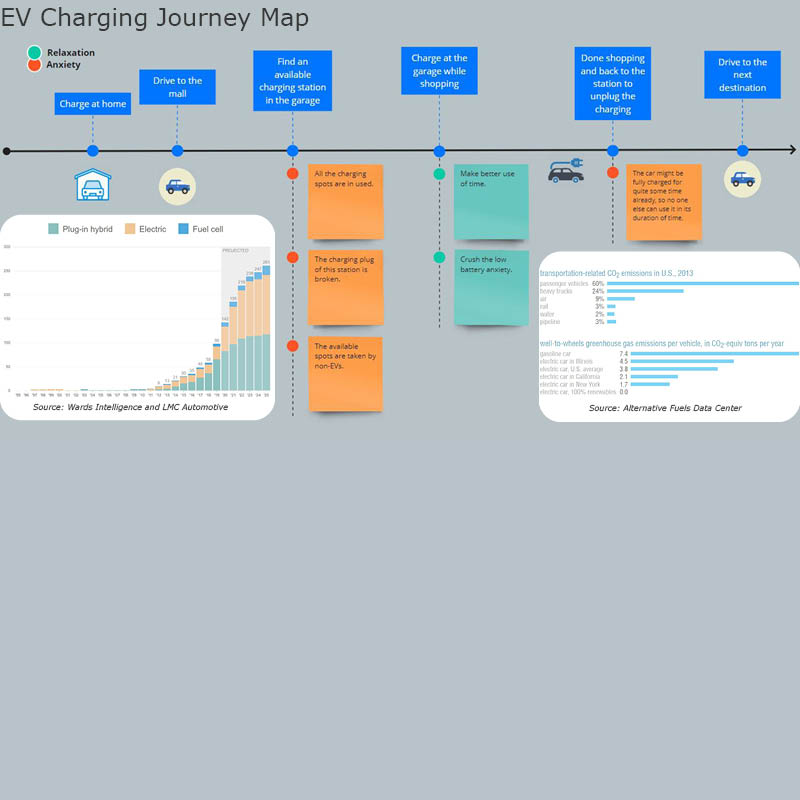 EV Charging Journey Map
Relaxation
Anxiety
Charge at home
Drive to the
mall
Find an
available
charging station
in the garage
Charge at the
garage while
shopping
Done shopping
and back to the
station to
unplug the
charging
Drive to the
next
destination
All the charging
spots are in used.
The charging plug
of this station is
broken.
The available
spots are taken by
non-EVs.
Make better use
of time.
Crush the low
battery anxiety.
The car might be
fully charged for
quite some time
already, so no one
else can use it in its
duration of time.
Plug-in hybrid Electric Fuel cell
PROJECTED
Source: Wards Intelligence and LMC Automotive
transportation-related CO2 emissions in U.S., 2013
passenger vehicles 60%
heavy trucks 24%
air 9%
rail 3%
water 2%
pipeline 3%
well-to-wheels greenhouse gas emissions per vehicle, in CO2-equiv tons per year
gasoline car 7.4
electric car in Illinois 4.5
electric car, U.S. average 3.8
electric car in California 2.1
electric car in New York 1.7
electric car, 100% renewables 0.0
Source: Alternative Fuels Data Center